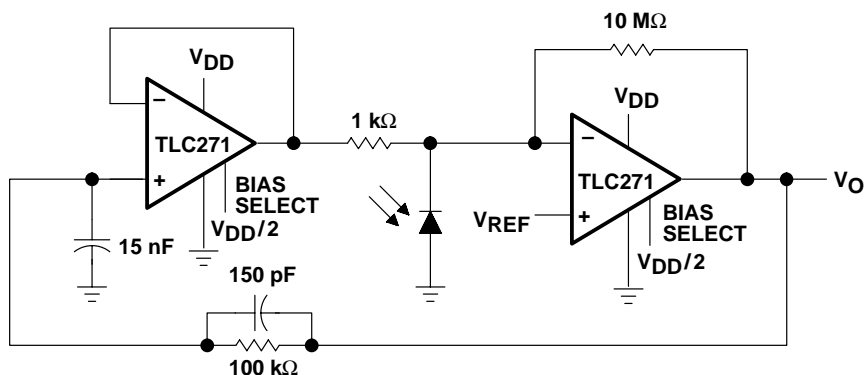 10 MΩ
VDD
VDD
−
1 kΩ
−
TLC271
TLC271
VO
+
BIAS
SELECT
VREF
+
BIAS
SELECT
VDD/2
VDD/2
15 nF
150 pF
100 kΩ